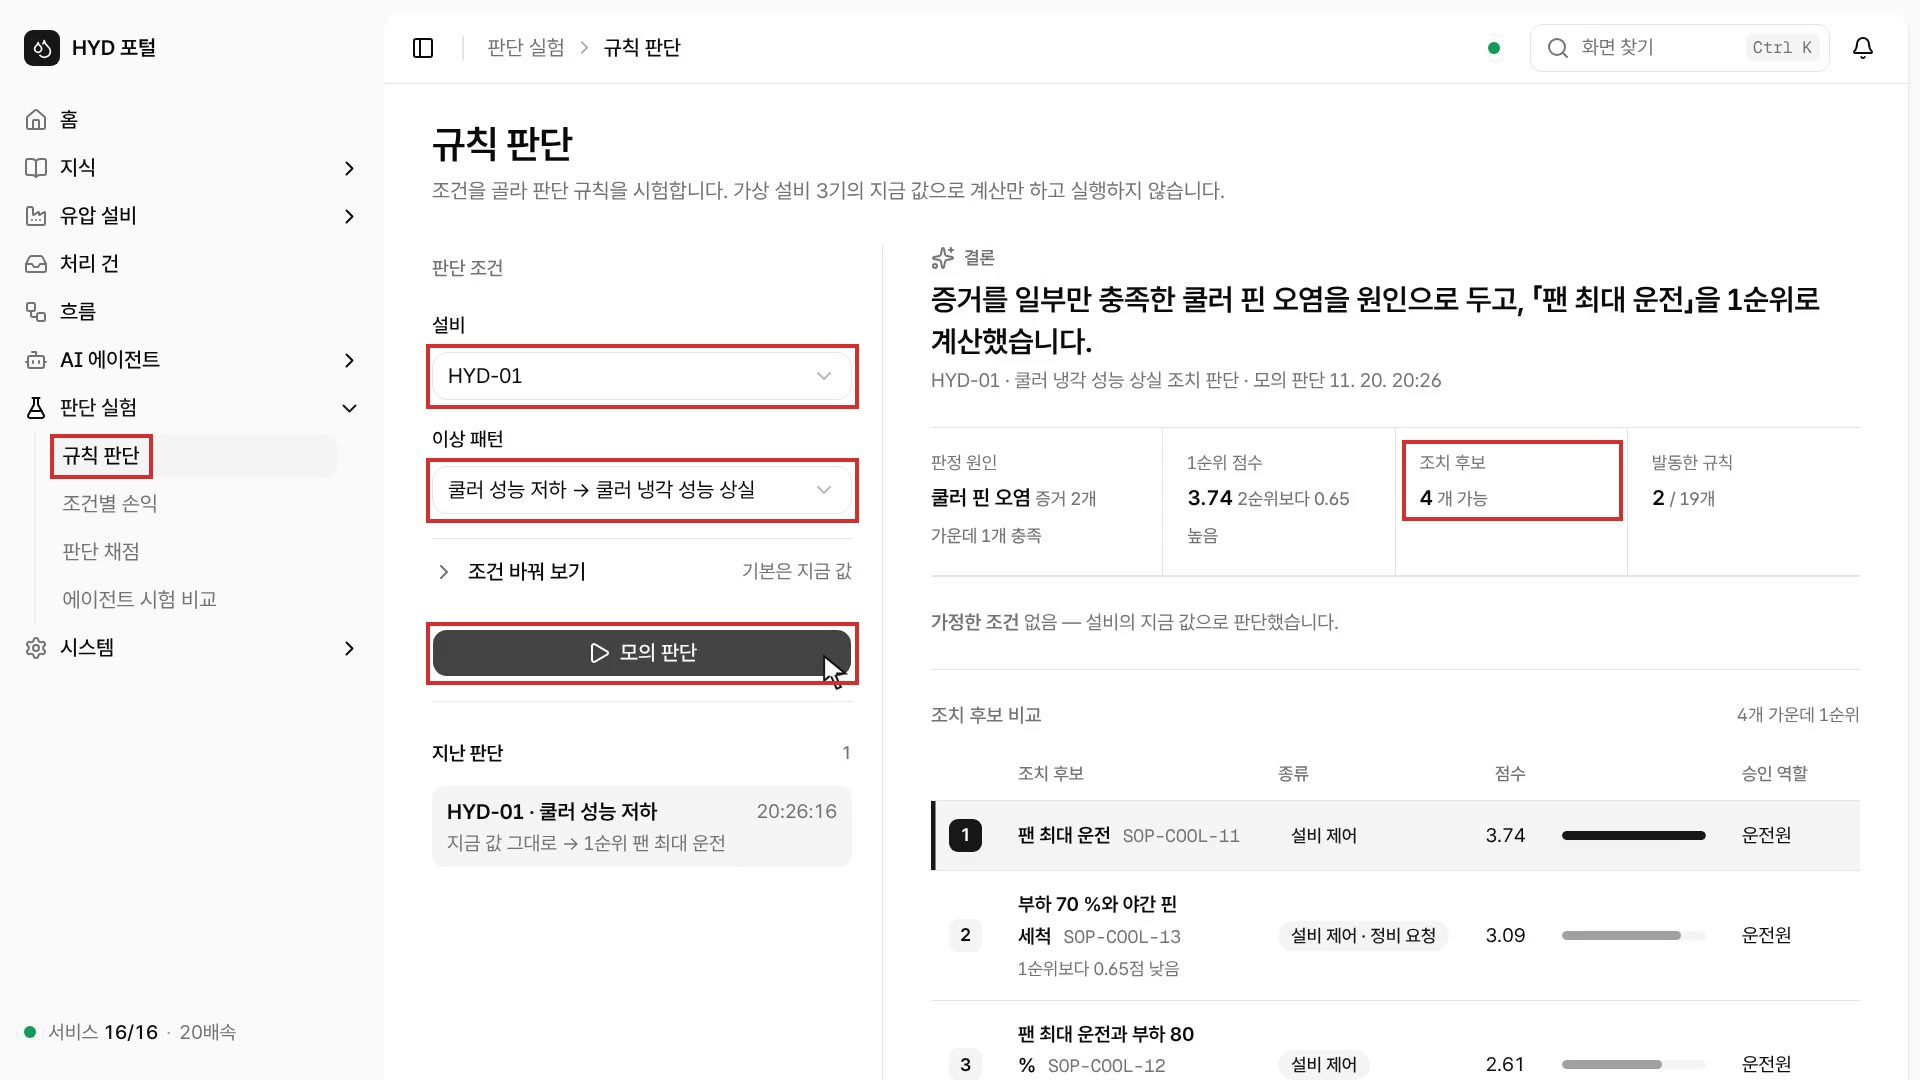 HYD 포털
홈
지식
유압 설비
처리 건
흐름
AI 에이전트
판단 실험
규칙 판단
조건별 손익
판단 채점
에이전트 시험 비교
시스템
서비스 16/16 · 20배속
판단 실험 > 규칙 판단
화면 찾기 Ctrl K
규칙 판단
조건을 골라 판단 규칙을 시험합니다. 가상 설비 3기의 지금 값으로 계산만 하고 실행하지 않습니다.
판단 조건
설비
HYD-01
이상 패턴
쿨러 성능 저하 → 쿨러 냉각 성능 상실
조건 바꿔 보기 기본은 지금 값
모의 판단
지난 판단 1
HYD-01 · 쿨러 성능 저하 20:26:16
지금 값 그대로 → 1순위 팬 최대 운전
결론
증거를 일부만 충족한 쿨러 핀 오염을 원인으로 두고, 「팬 최대 운전」을 1순위로
계산했습니다.
HYD-01 · 쿨러 냉각 성능 상실 조치 판단 · 모의 판단 11. 20. 20:26
판정 원인
쿨러 핀 오염 증거 2개
가운데 1개 충족
1순위 점수
3.74 2순위보다 0.65
높음
조치 후보
4 개 가능
발동한 규칙
2 / 19개
가정한 조건 없음 — 설비의 지금 값으로 판단했습니다.
조치 후보 비교 4개 가운데 1순위
조치 후보 종류 점수 승인 역할
1 팬 최대 운전 SOP-COOL-11 설비 제어 3.74 운전원
부하 70 %와 야간 핀
2 세척 SOP-COOL-13 설비 제어 · 정비 요청 3.09 운전원
1순위보다 0.65점 낮음
팬 최대 운전과 부하 80
3 % SOP-COOL-12 설비 제어 2.61 운전원